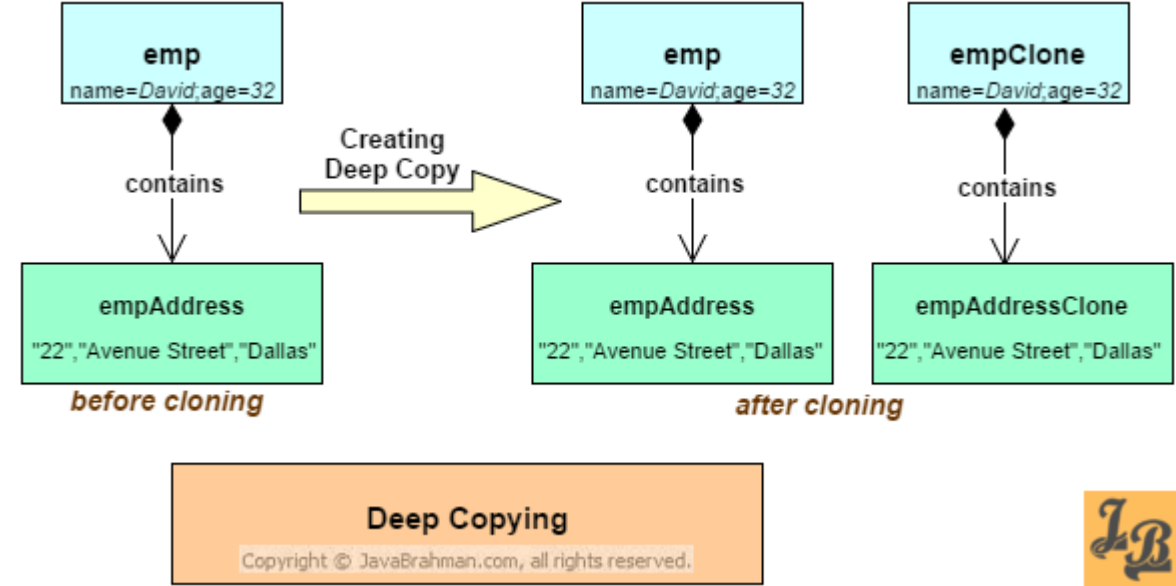 emp
name=David;age=32
contains
empAddress
"22","Avenue Street","Dallas"
before cloning
Creating
Deep Copy
emp
name=David;age=32
contains
empAddress
"22","Avenue Street","Dallas"
empClone
name=David;age=32
contains
empAddressClone
"22","Avenue Street","Dallas"
after cloning
Deep Copying
Copyright © JavaBrahman.com, all rights reserved.
JB